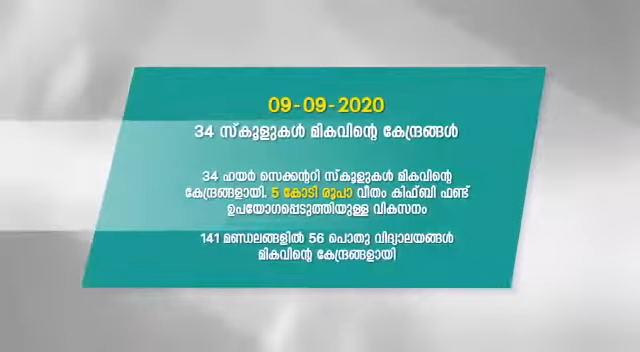 09-09-2020
34 സ്കൂളുകൾ മികവിന്റെ കേന്ദ്രങ്ങൾ
34 ഹയർ സെക്കന്ററി സ്കൂളുകൾ മികവിന്റെ
കേന്ദ്രങ്ങളായി. 5 കോടി രൂപാ വീതം കിഫ്ബി ഫണ്ട്
ഉപയോഗപ്പെടുത്തിയുള്ള വികസനം
141 മണ്ഡലങ്ങളിൽ 56 പൊതു വിദ്യാലയങ്ങൾ
മികവിന്റെ കേന്ദ്രങ്ങളായി